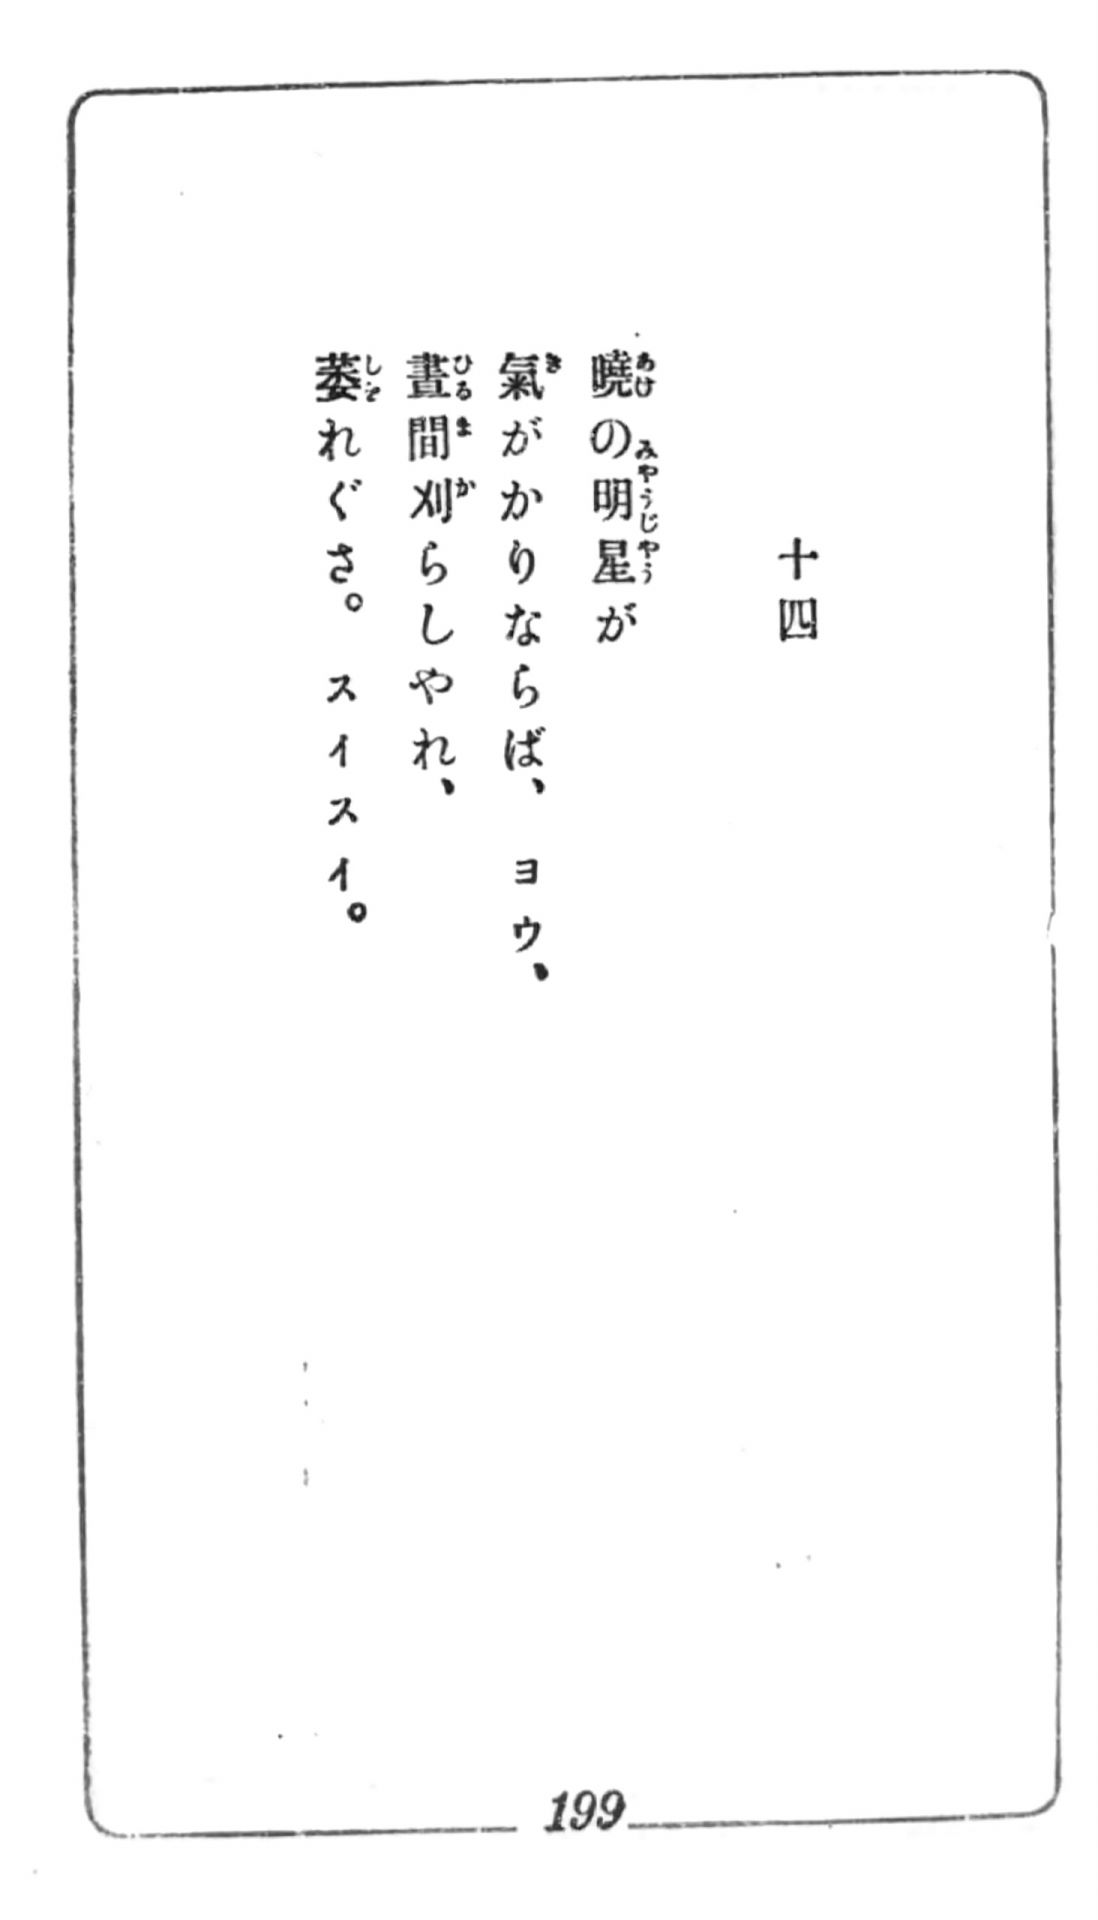 十四
曉の明星が
氣がかりならば、ヨウ、
晝間刈らしやれ、
萎れぐさ。スイスイ。
199